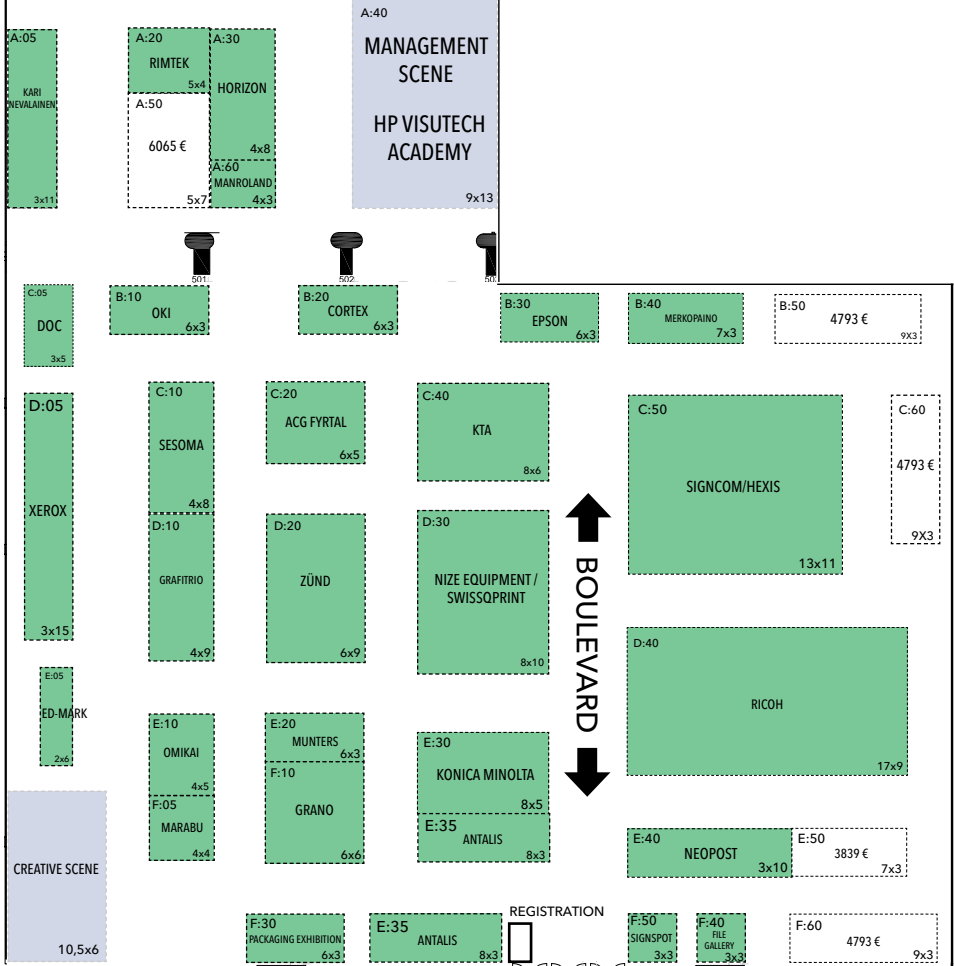 A:40
MANAGEMENT
SCENE
HP VISUTECH
ACADEMY
9x13
A:05
KARI
NEVALAINEN
3x11
A:20
RIMTEK
5x4
A:30
HORIZON
4x8
A:50
6065 €
5x7
A:60
MANROLAND
4x3
501
502
C:05
DOC
3x5
B:10
OKI
6x3
B:20
CORTEX
6x3
B:30
EPSON
6x3
B:40
MERKOPAINO
7x3
B:50
4793 €
9X3
D:05
XEROX
3x15
C:10
SESOMA
4x8
C:20
ACG FYRTAL
6x5
C:40
KTA
8x6
C:50
SIGNCOM/HEXIS
13x11
C:60
4793 €
9X3
D:10
GRAFITRIO
4x9
D:20
ZÜND
6x9
D:30
NIZE EQUIPMENT /
SWISSQPRINT
8x10
BOULEVARD
D:40
RICOH
17x9
E:05
ED-MARK
2x6
E:10
OMIKAI
4x5
E:20
MUNTERS
6x3
E:30
KONICA MINOLTA
8x5
F:05
MARABU
4x4
F:10
GRANO
6x6
E:35
ANTALIS
8x3
E:40
NEOPOST
3x10
E:50
3839 €
7x3
CREATIVE SCENE
10,5x6
F:30
PACKAGING EXHIBITION
6x3
E:35
ANTALIS
8x3
REGISTRATION
F:50
SIGNSPOT
3x3
F:40
FILE
GALLERY
3x3
F:60
4793 €
9x3